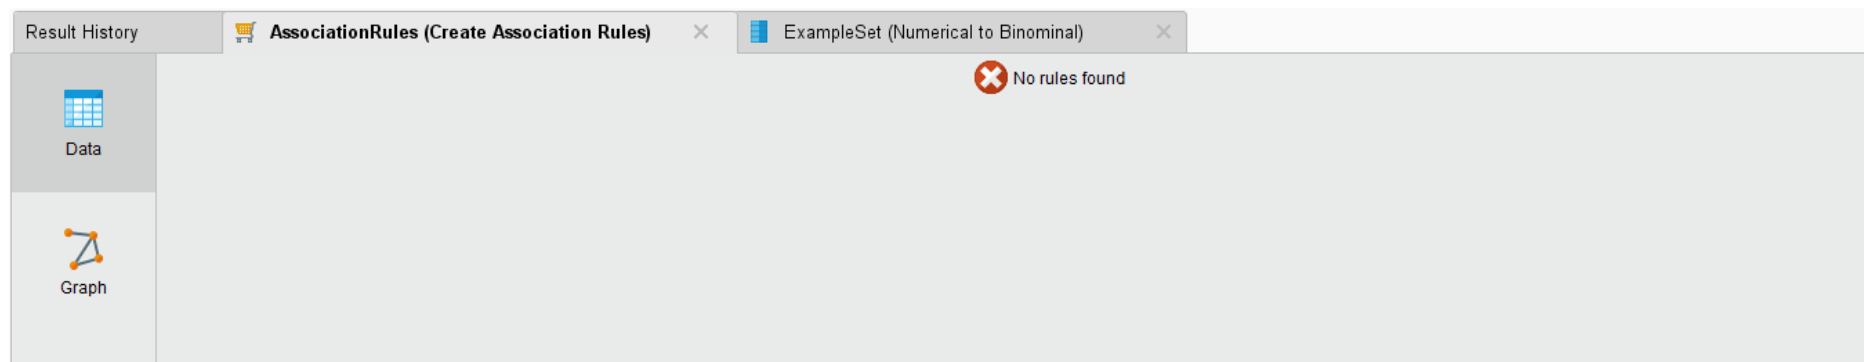 Result History
AssociationRules (Create Association Rules)
ExampleSet (Numerical to Binominal)
No rules found
Data
Graph